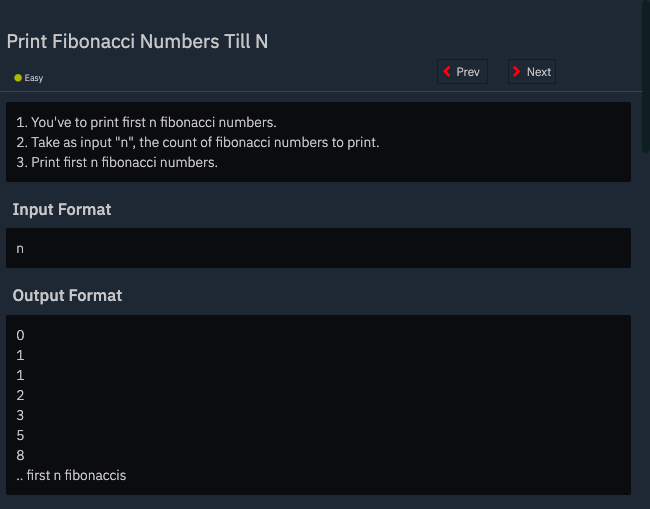 Print Fibonacci Numbers Till N
Easy
Prev
Next
1. You've to print first n fibonacci numbers.
2. Take as input "n", the count of fibonacci numbers to print.
3. Print first n fibonacci numbers.
Input Format
n
Output Format
0
1
1
2
3
5
8
.. first n fibonaccis